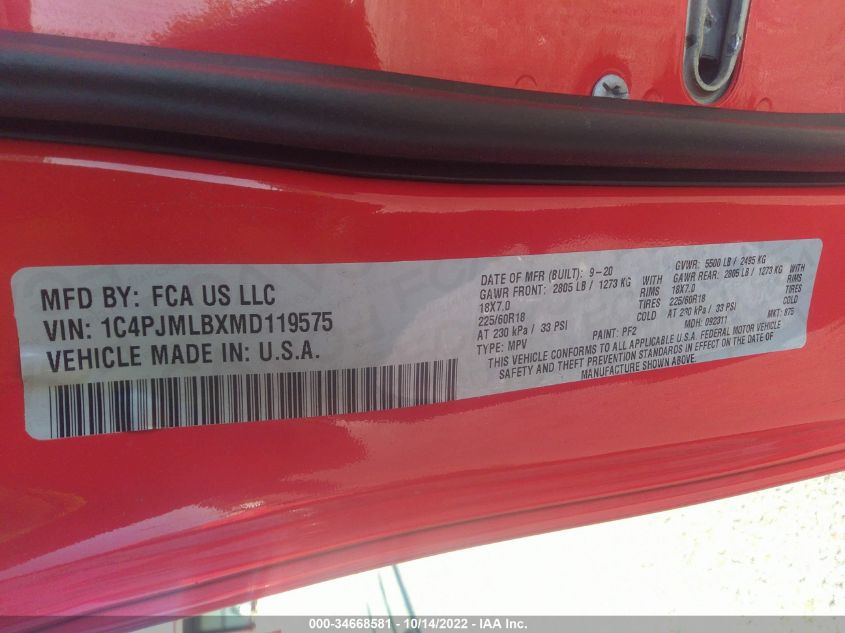 MFD BY: FCA US LLC
VIN: 1C4PJMLBXMD119575
VEHICLE MADE IN: U.S.A.
DATE OF MFR (BUILT): 9-20
GVWR: 5500 LB / 2495 KG
GAWR FRONT: 2805 LB / 1273 KG WITH
GAWR REAR: 2805 LB / 1273 KG WITH
18X7.0 RIMS
18X7.0 RIMS
225/60R18 TIRES
225/60R18 TIRES
AT 230 kPa / 33 PSI
AT 270 kPa / 33 PSI
TYPE: MPV PAINT: PF2 MDH: 092311 MKT: 875
THIS VEHICLE CONFORMS TO ALL APPLICABLE U.S.A. FEDERAL MOTOR VEHICLE
SAFETY AND THEFT PREVENTION STANDARDS IN EFFECT ON THE DATE OF
MANUFACTURE SHOWN ABOVE.
000-34668581 - 10/14/2022 - IAA Inc.